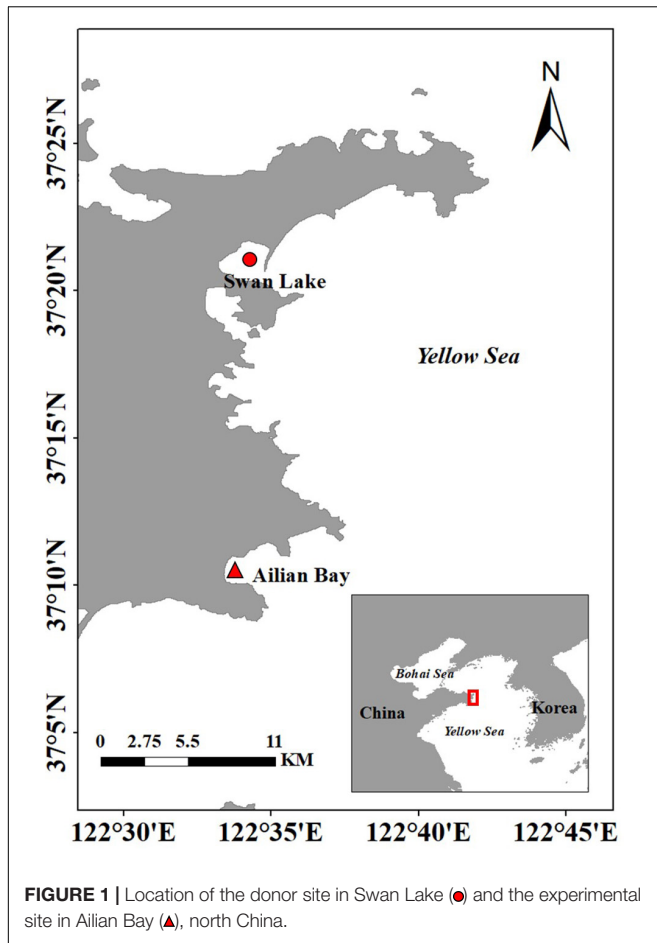 N
37°25'N
37°20'N
37°15'N
37°10'N
37°5'N
Swan Lake
Yellow Sea
Ailian Bay
Bohai Sea
China
Korea
Yellow Sea
0 2.75 5.5 11
KM
122°30'E 122°35'E 122°40'E 122°45'E
FIGURE 1 | Location of the donor site in Swan Lake (●) and the experimental
site in Ailian Bay (▲), north China.